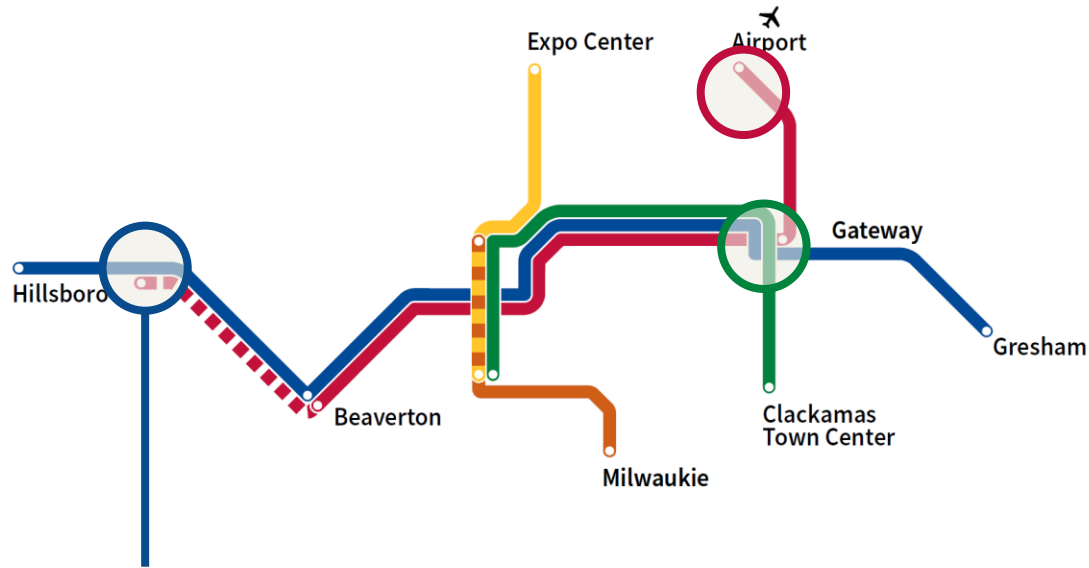 Expo Center
Airport
Gateway
Hillsboro
Gresham
Beaverton
Clackamas
Town Center
Milwaukie